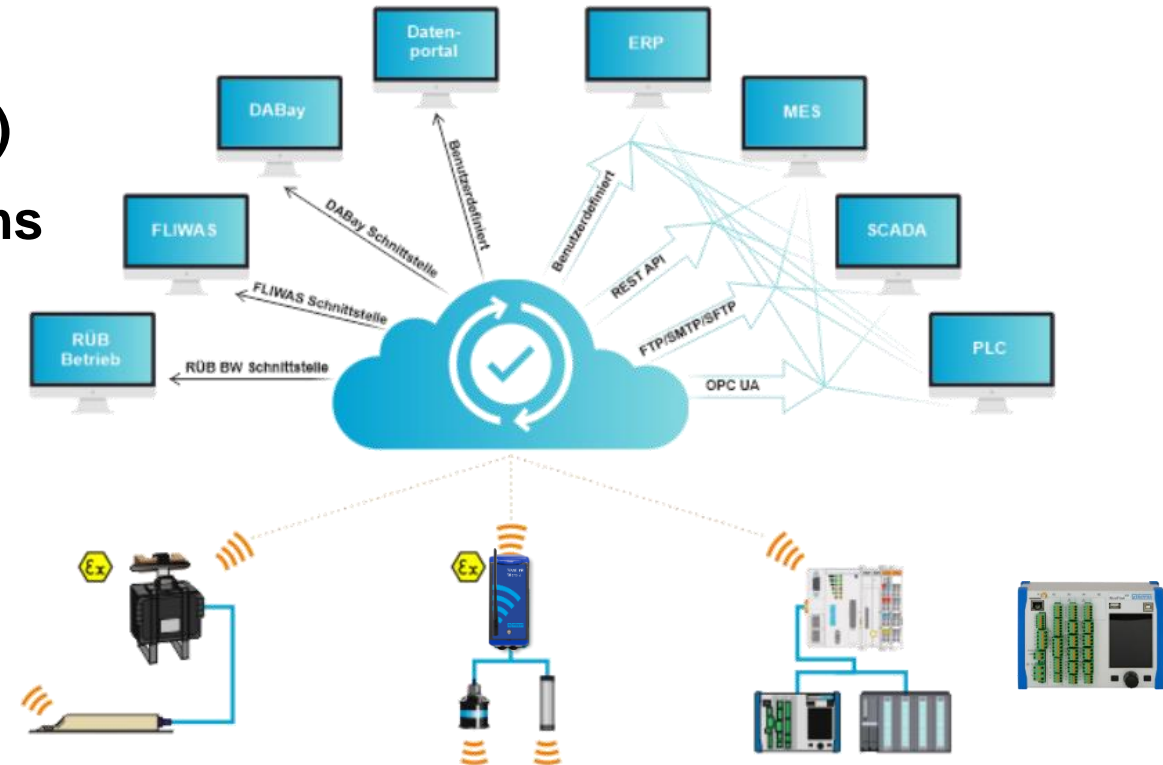 Daten-
portal
ERP
DABay
MES
)
ns
FLIWAS
SCADA
RÜB
Betrieb
PLC
Benutzerdefiniert
DABay Schnittstelle
FLIWAS Schnittstelle
RÜB BW Schnittstelle
Benutzerdefiniert
REST API
FTP/SMTP/SFTP
OPC UA
Ex
Ex